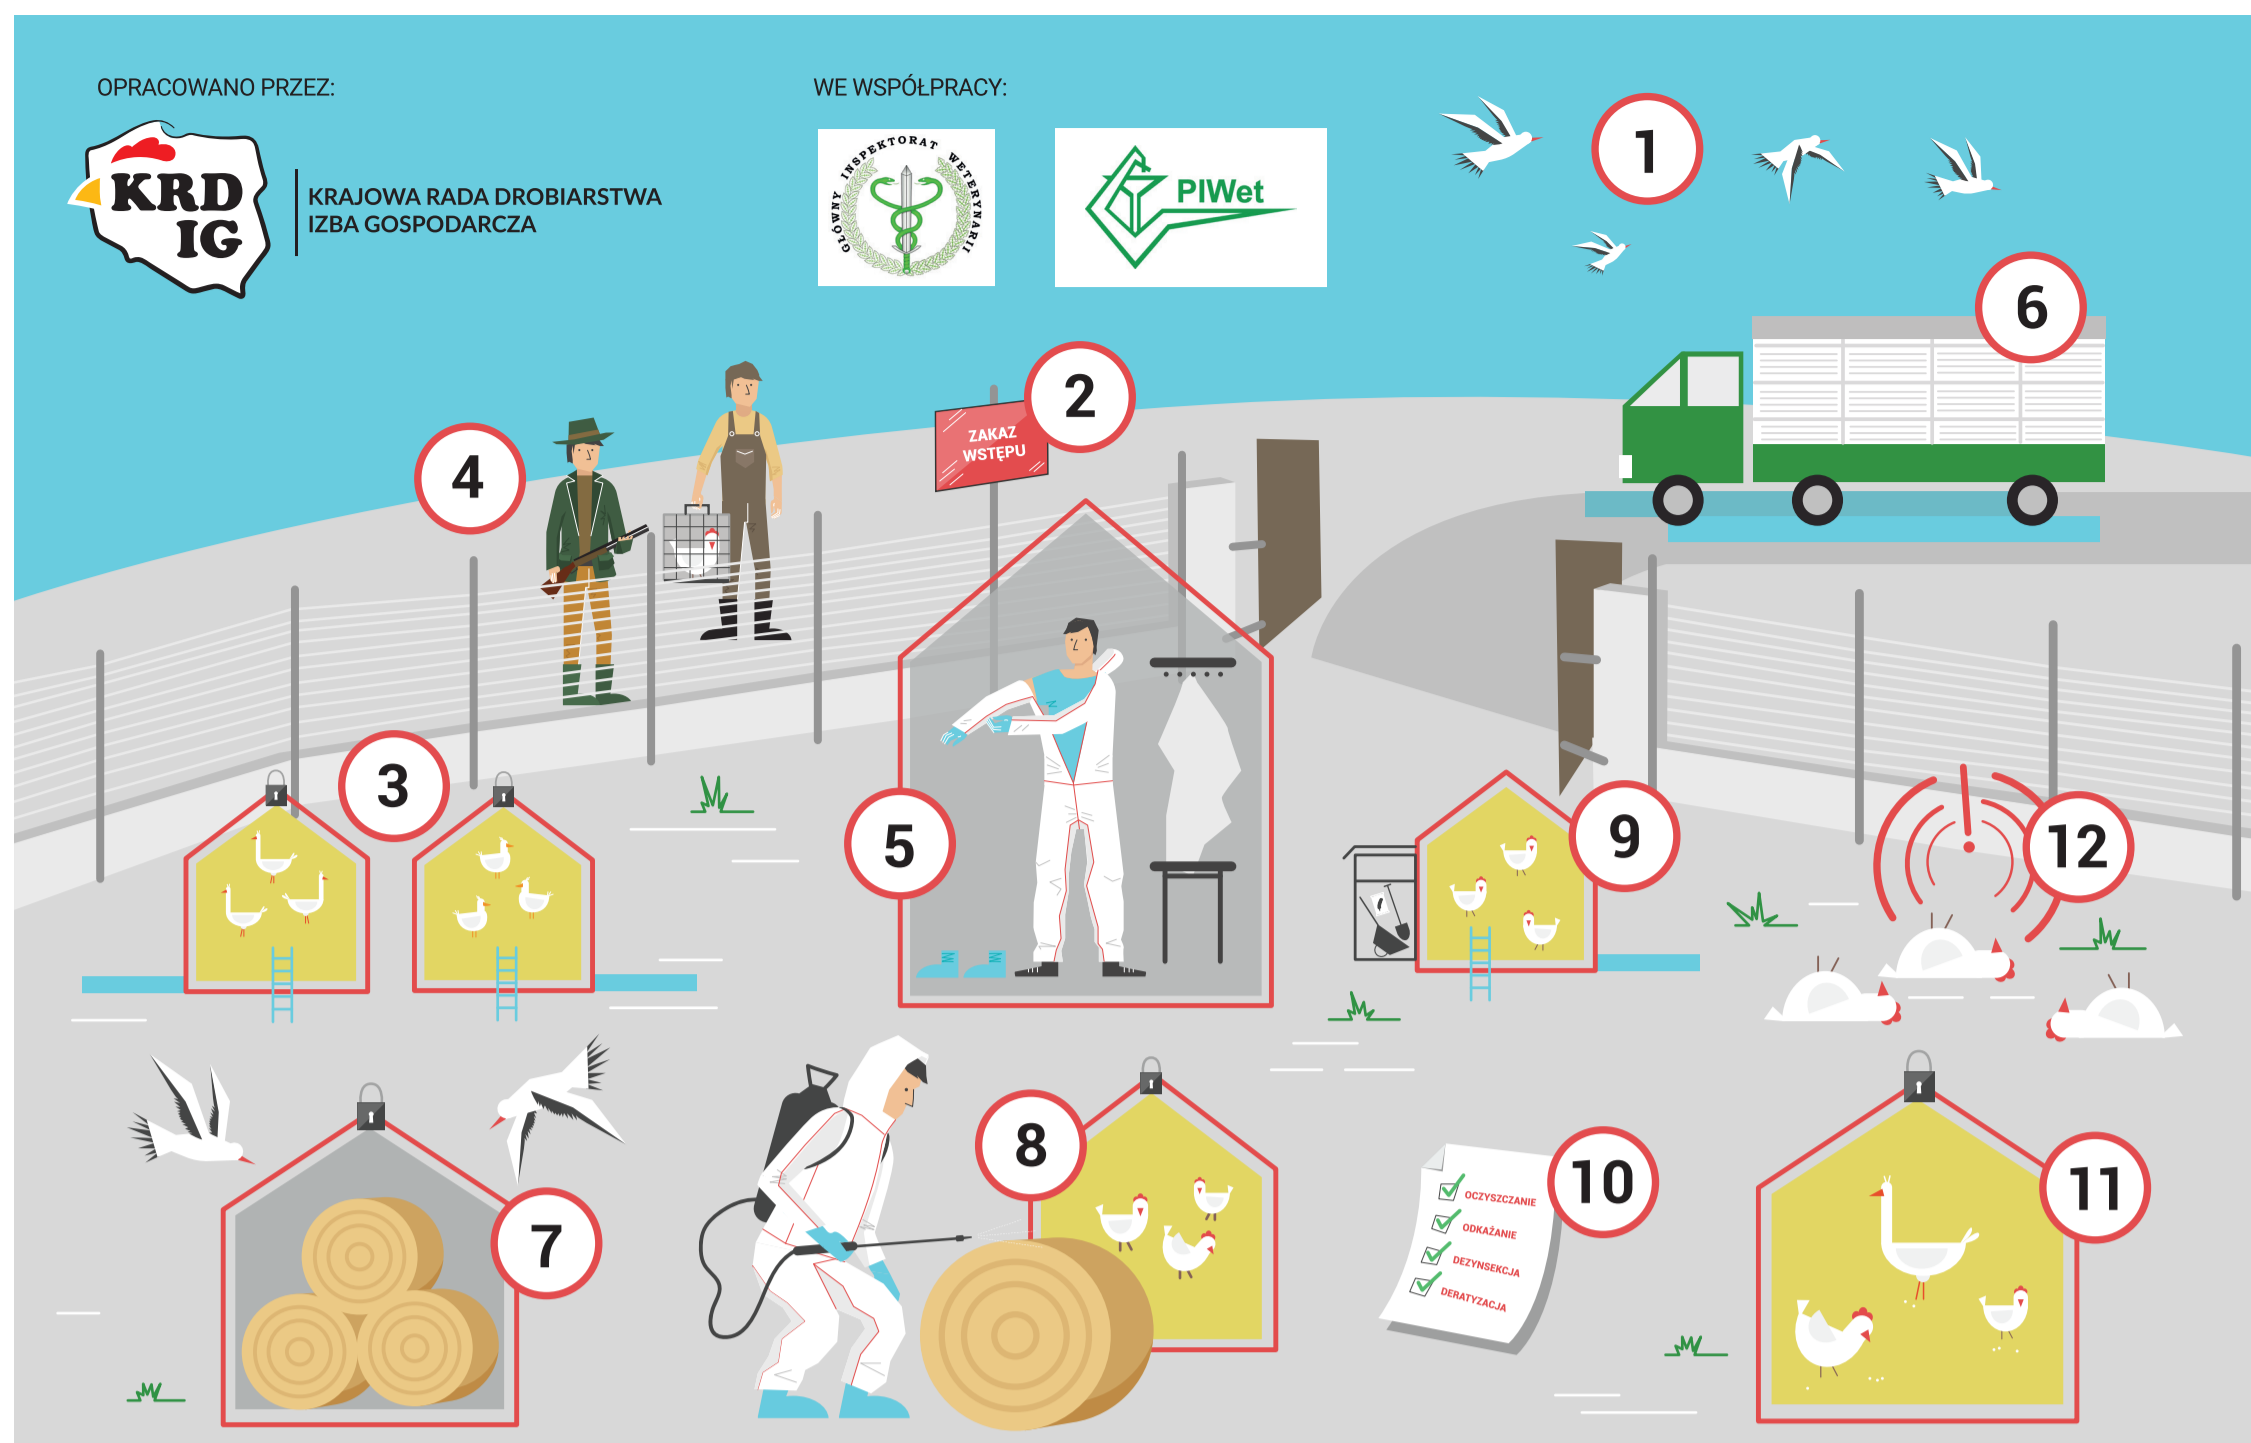 OPRACOWANO PRZEZ:
KRD
IG
KRAJOWA RADA DROBIARSTWA
IZBA GOSPODARCZA
WE WSPÓŁPRACY:
GŁÓWNY INSPEKTORAT WETERYNARII
PIWet
1
6
2
ZAKAZ
WSTĘPU
4
3
5
9
12
7
8
10
OCZYSZCZANIE
ODKAŻANIE
DEZYNSEKCJA
DERATYZACJA
11